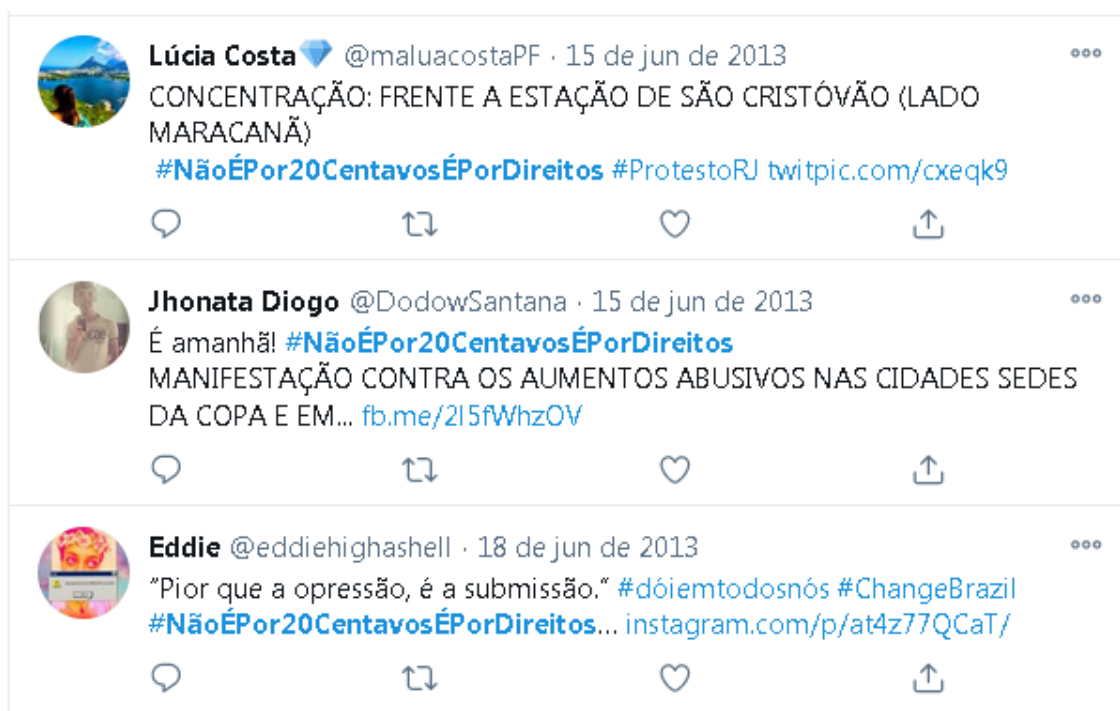 Lúcia Costa💎 @maluacostaPF · 15 de jun de 2013
CONCENTRAÇÃO: FRENTE A ESTAÇÃO DE SÃO CRISTÓVÃO (LADO
MARACANÃ)
#NãoÉPor20CentavosÉPorDireitos #ProtestoRJ twitpic.com/cxeqk9
Jhonata Diogo @DodowSantana · 15 de jun de 2013
É amanhã! #NãoÉPor20CentavosÉPorDireitos
MANIFESTAÇÃO CONTRA OS AUMENTOS ABUSIVOS NAS CIDADES SEDES
DA COPA E EM... fb.me/2I5fWhzOV
Eddie @eddiehighashell · 18 de jun de 2013
"Pior que a opressão, é a submissão." #dóiemtodosnós #ChangeBrazil
#NãoÉPor20CentavosÉPorDireitos... instagram.com/p/at4z77QCaT/